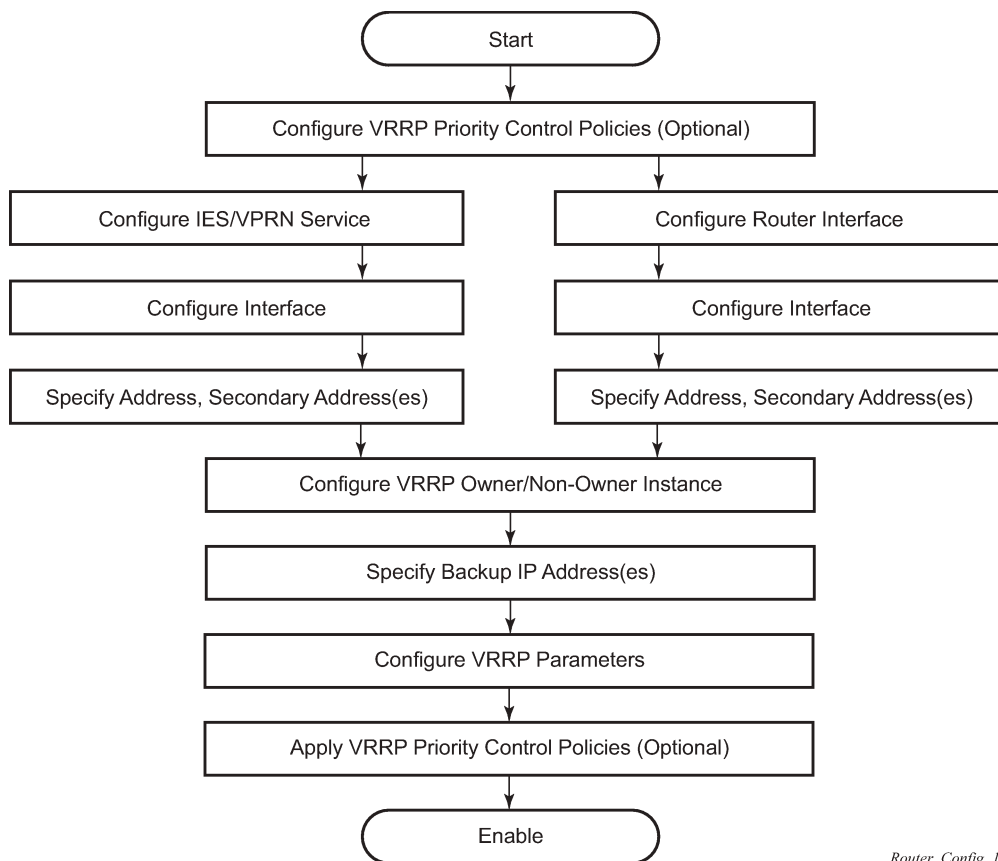 Start
Configure VRRP Priority Control Policies (Optional)
Configure IES/VPRN Service
Configure Router Interface
Configure Interface
Configure Interface
Specify Address, Secondary Address(es)
Specify Address, Secondary Address(es)
Configure VRRP Owner/Non-Owner Instance
Specify Backup IP Address(es)
Configure VRRP Parameters
Apply VRRP Priority Control Policies (Optional)
Enable
Router_Config_1